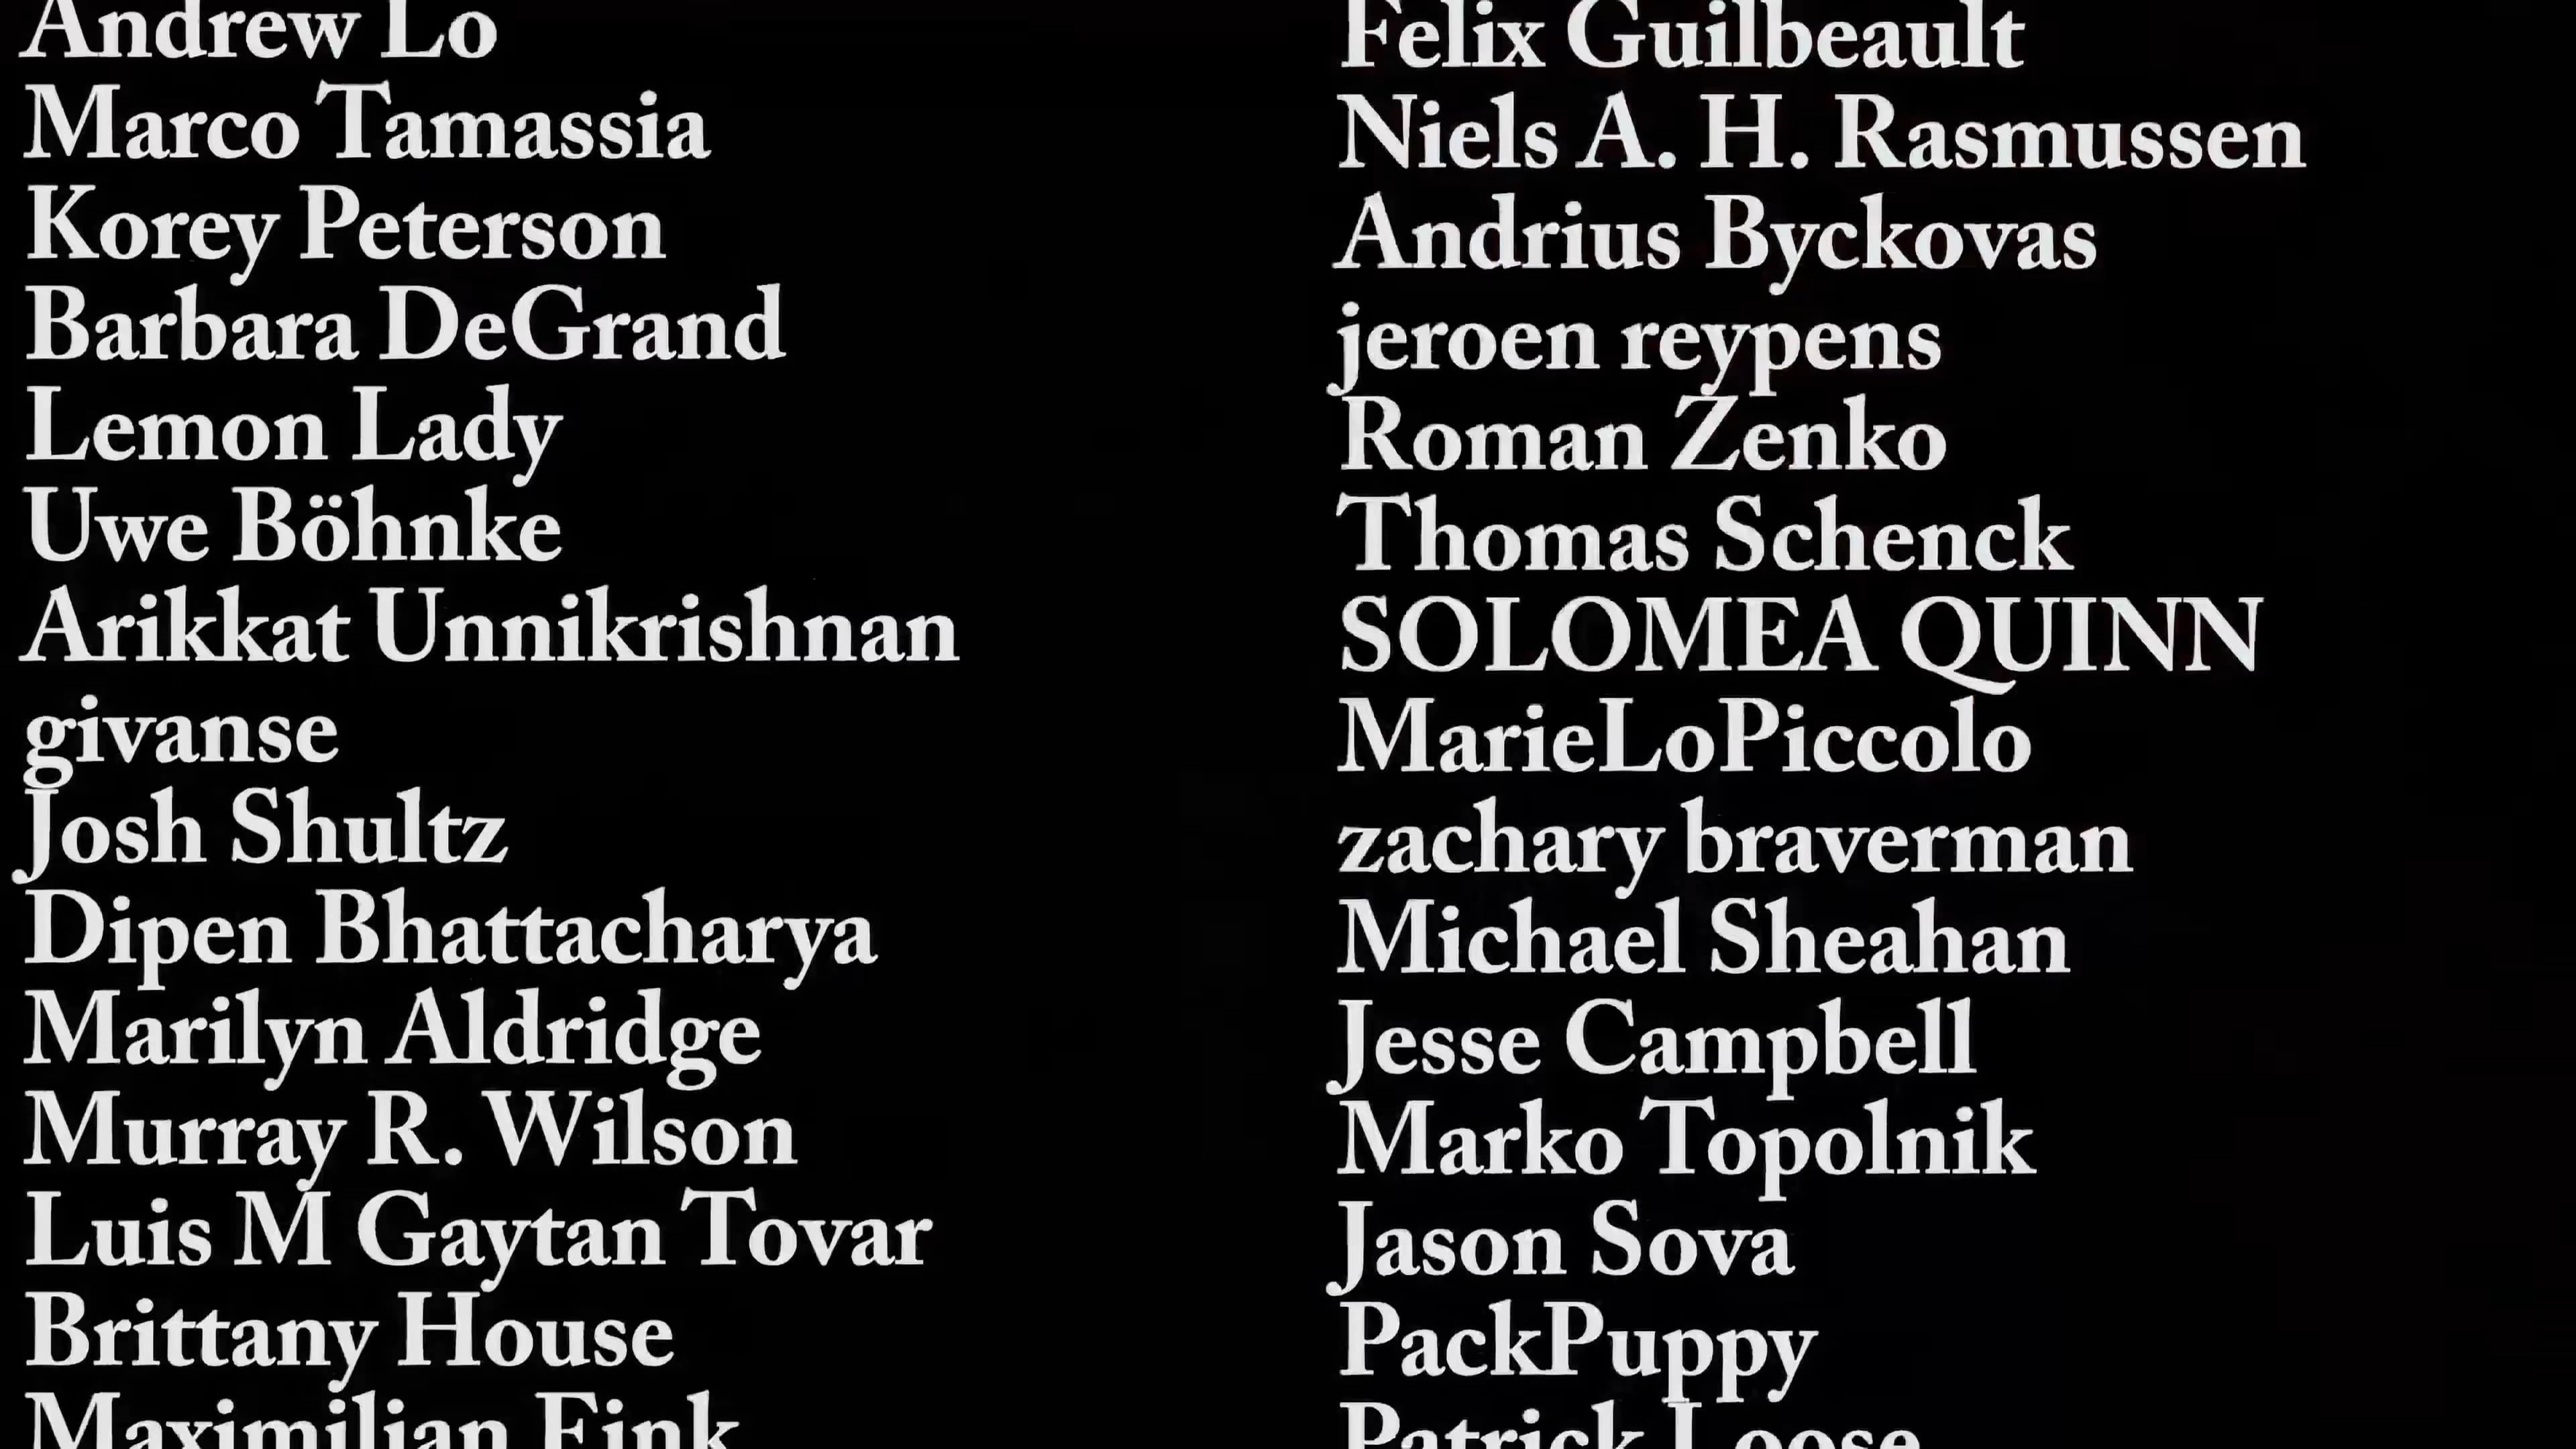 Andrew Lo
Marco Tamassia
Korey Peterson
Barbara DeGrand
Lemon Lady
Uwe Böhnke
Arikkat Unnikrishnan
givanse
Josh Shultz
Dipen Bhattacharya
Marilyn Aldridge
Murray R. Wilson
Luis M Gaytan Tovar
Brittany House
Maximilian Fink
Felix Guilbeault
Niels A. H. Rasmussen
Andrius Byckovas
jeroen reypens
Roman Zenko
Thomas Schenck
SOLOMEA QUINN
MarieLoPiccolo
zachary braverman
Michael Sheahan
Jesse Campbell
Marko Topolnik
Jason Sova
PackPuppy
Patrick Loose